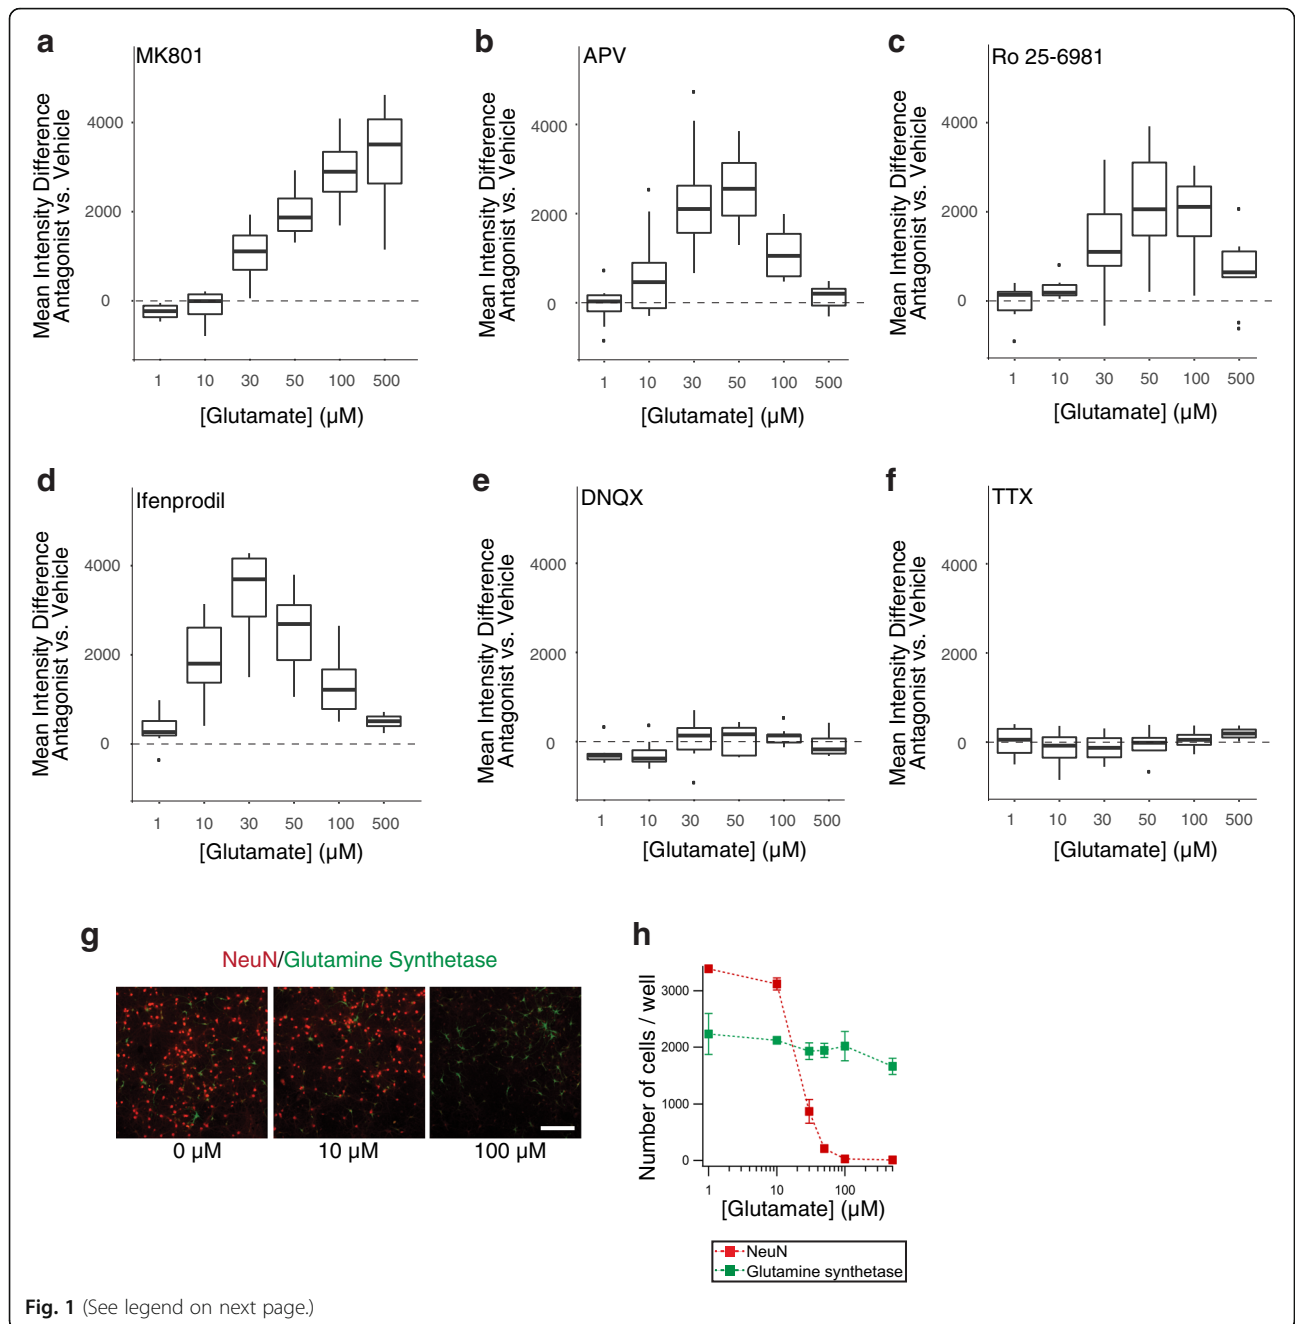 a
MK801
Mean Intensity Difference
Antagonist vs. Vehicle
4000
2000
0
1 10 30 50 100 500
[Glutamate] (µM)
b
APV
Mean Intensity Difference
Antagonist vs. Vehicle
4000
2000
0
1 10 30 50 100 500
[Glutamate] (µM)
c
Ro 25-6981
Mean Intensity Difference
Antagonist vs. Vehicle
4000
2000
0
1 10 30 50 100 500
[Glutamate] (µM)
d
Ifenprodil
Mean Intensity Difference
Antagonist vs. Vehicle
4000
2000
0
1 10 30 50 100 500
[Glutamate] (µM)
e
DNQX
Mean Intensity Difference
Antagonist vs. Vehicle
4000
2000
0
1 10 30 50 100 500
[Glutamate] (µM)
f
TTX
Mean Intensity Difference
Antagonist vs. Vehicle
4000
2000
0
1 10 30 50 100 500
[Glutamate] (µM)
g
NeuN/Glutamine Synthetase
0 µM 10 µM 100 µM
h
Number of cells / well
3000
2000
1000
0
1 10 100
[Glutamate] (µM)
NeuN
Glutamine synthetase
Fig. 1 (See legend on next page.)